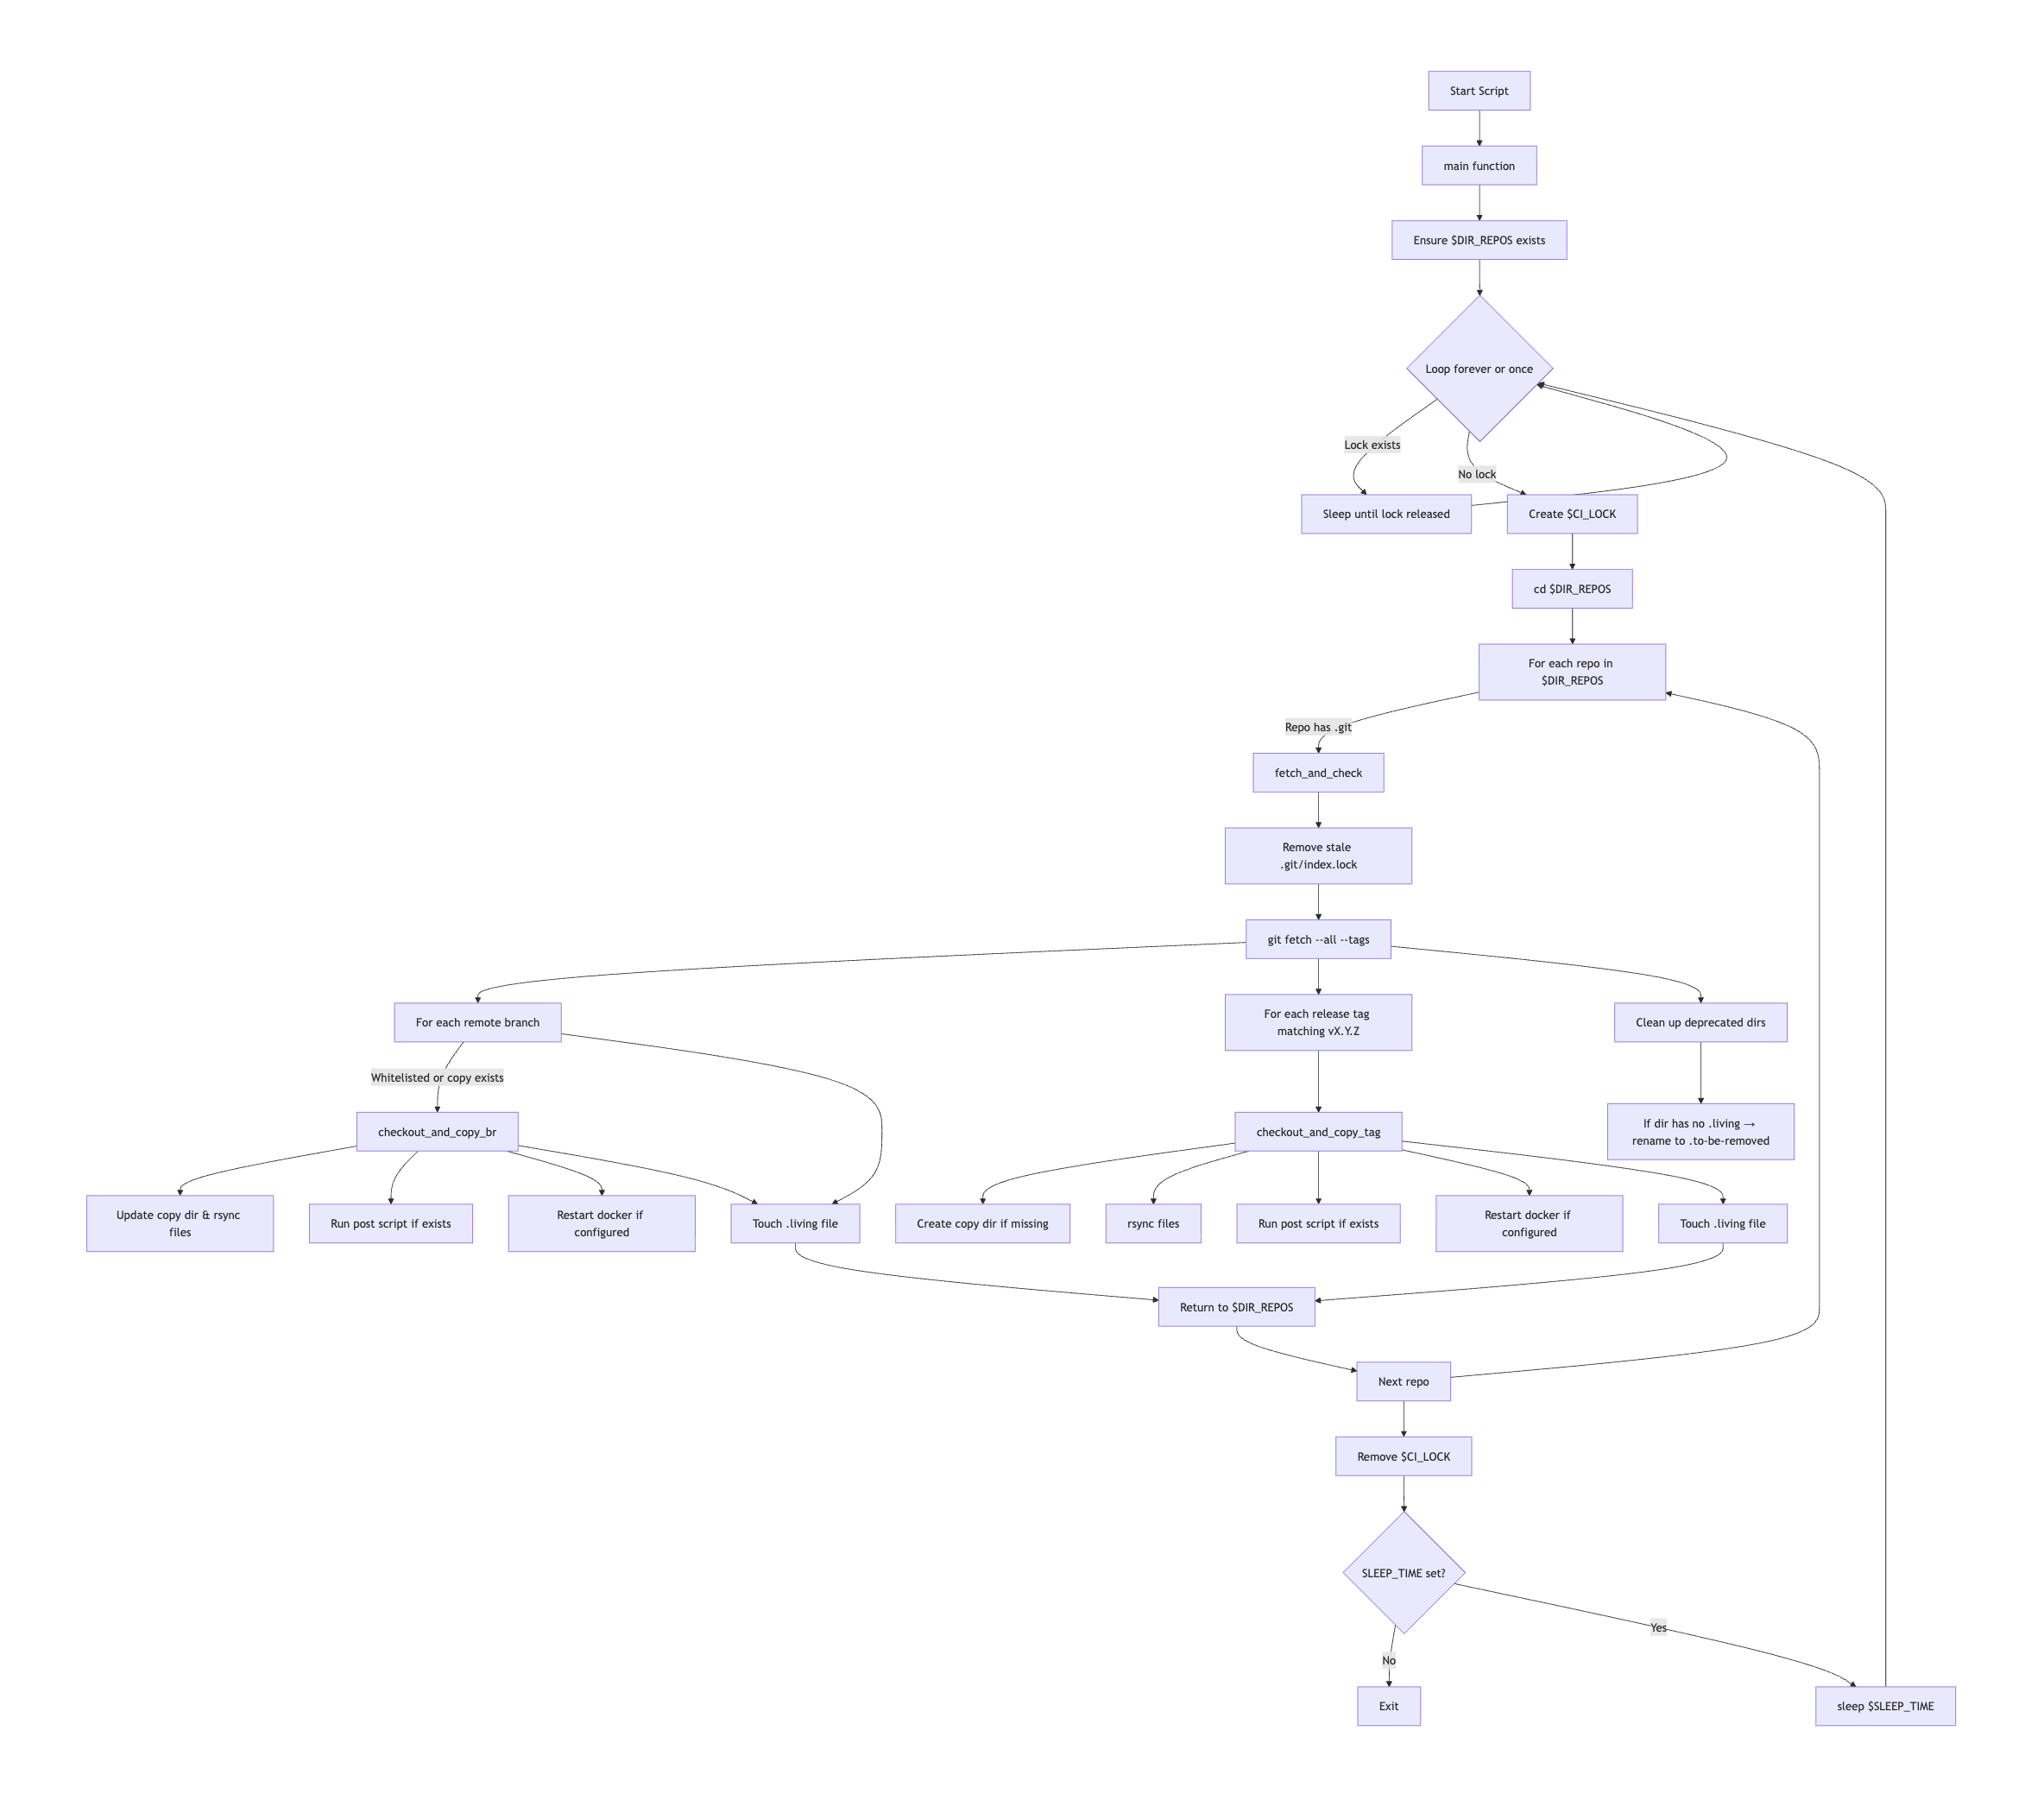 Start Script
main function
Ensure $DIR_REPOS exists
Loop forever or once
Lock exists
No lock
Sleep until lock released
Create $CI_LOCK
cd $DIR_REPOS
For each repo in
$DIR_REPOS
Repo has .git
fetch_and_check
Remove stale
.git/index.lock
git fetch --all --tags
For each remote branch
For each release tag
matching vX.Y.Z
Clean up deprecated dirs
Whitelisted or copy exists
checkout_and_copy_br
checkout_and_copy_tag
If dir has no .living →
rename to .to-be-removed
Update copy dir & rsync
files
Run post script if exists
Restart docker if
configured
Touch .living file
Create copy dir if missing
rsync files
Run post script if exists
Restart docker if
configured
Touch .living file
Return to $DIR_REPOS
Next repo
Remove $CI_LOCK
SLEEP_TIME set?
Yes
No
Exit
sleep $SLEEP_TIME